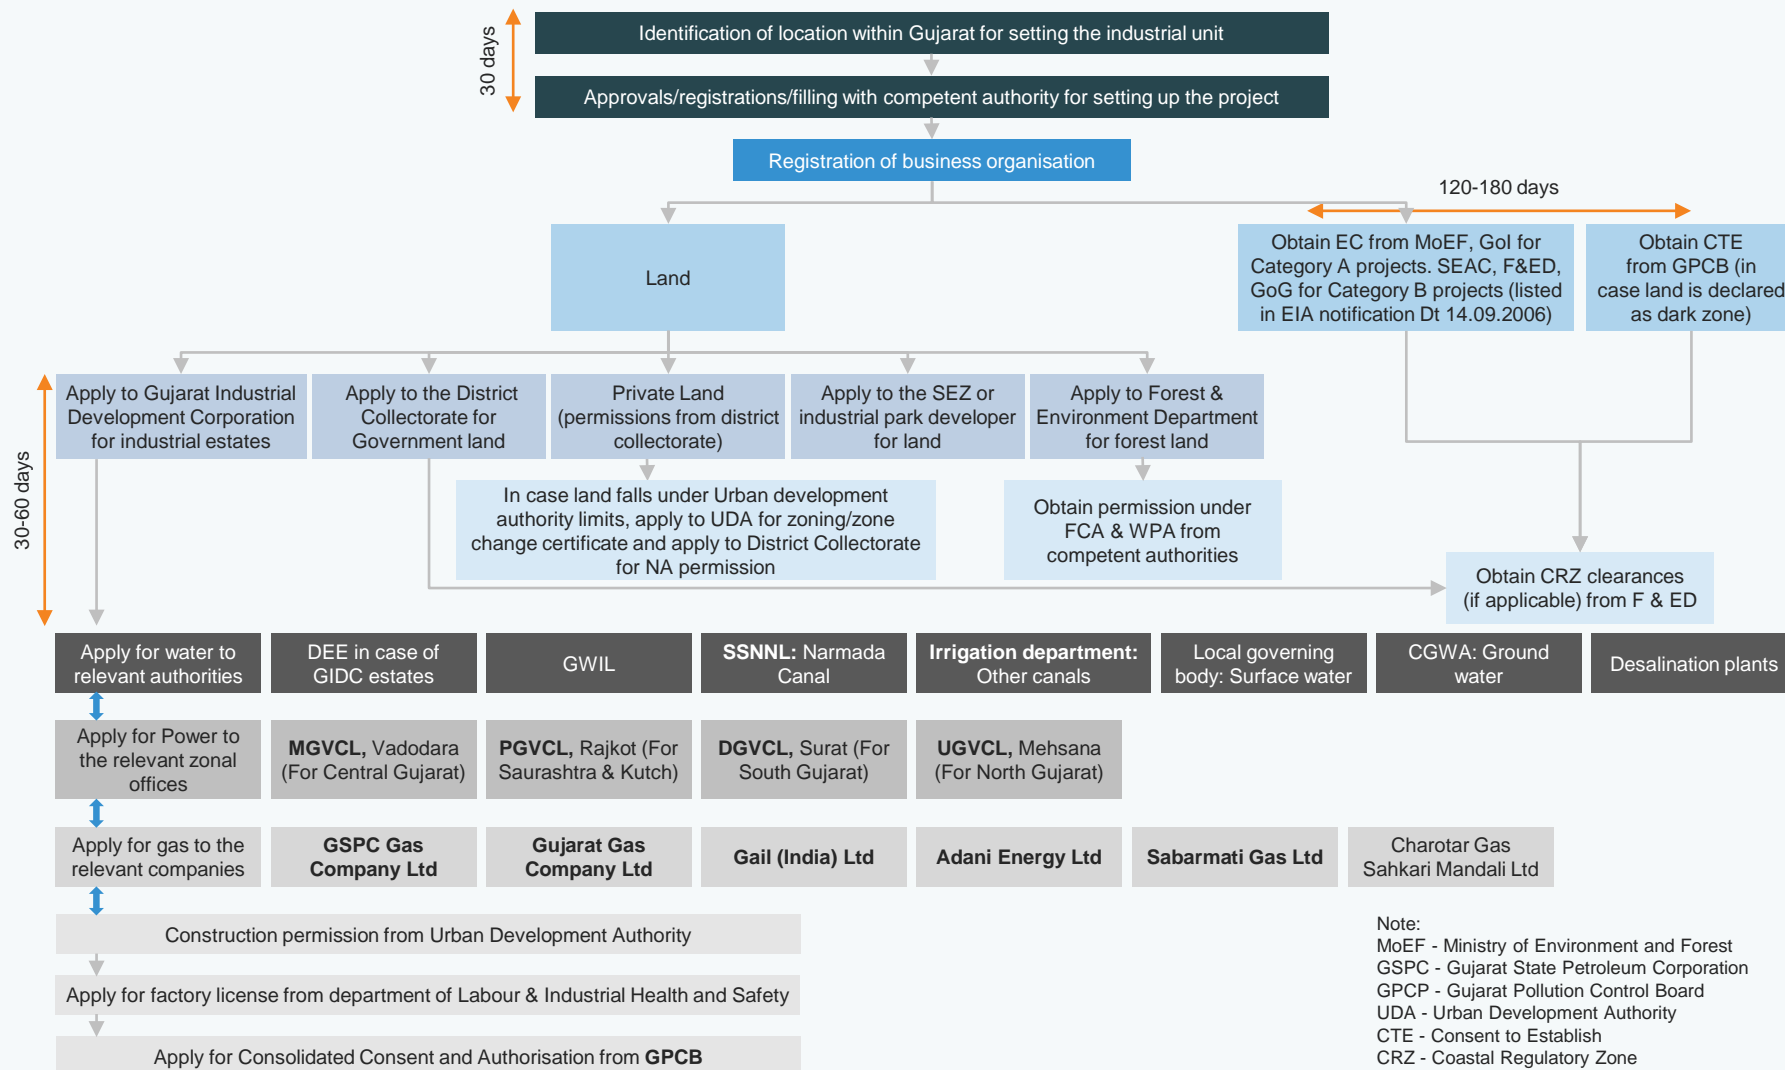 30 days
Identification of location within Gujarat for setting the industrial unit
Approvals/registrations/filling with competent authority for setting up the project
Registration of business organisation
120-180 days
Land
Obtain EC from MoEF, GoI for
Category A projects. SEAC, F&ED,
GoG for Category B projects (listed
in EIA notification Dt 14.09.2006)
Obtain CTE
from GPCB (in
case land is declared
as dark zone)
30-60 days
Apply to Gujarat Industrial
Development Corporation
for industrial estates
Apply to the District
Collectorate for
Government land
Private Land
(permissions from district
collectorate)
Apply to the SEZ or
industrial park developer
for land
Apply to Forest &
Environment Department
for forest land
In case land falls under Urban development
authority limits, apply to UDA for zoning/zone
change certificate and apply to District Collectorate
for NA permission
Obtain permission under
FCA & WPA from
competent authorities
Obtain CRZ clearances
(if applicable) from F & ED
Apply for water to
relevant authorities
DEE in case of
GIDC estates
GWIL
SSNNL: Narmada
Canal
Irrigation department:
Other canals
Local governing
body: Surface water
CGWA: Ground
water
Desalination plants
Apply for Power to
the relevant zonal
offices
MGVCL, Vadodara
(For Central Gujarat)
PGVCL, Rajkot (For
Saurashtra & Kutch)
DGVCL, Surat (For
South Gujarat)
UGVCL, Mehsana
(For North Gujarat)
Apply for gas to the
relevant companies
GSPC Gas
Company Ltd
Gujarat Gas
Company Ltd
Gail (India) Ltd
Adani Energy Ltd
Sabarmati Gas Ltd
Charotar Gas
Sahkari Mandali Ltd
Construction permission from Urban Development Authority
Apply for factory license from department of Labour & Industrial Health and Safety
Apply for Consolidated Consent and Authorisation from GPCB
Note:
MoEF - Ministry of Environment and Forest
GSPC - Gujarat State Petroleum Corporation
GPCP - Gujarat Pollution Control Board
UDA - Urban Development Authority
CTE - Consent to Establish
CRZ - Coastal Regulatory Zone